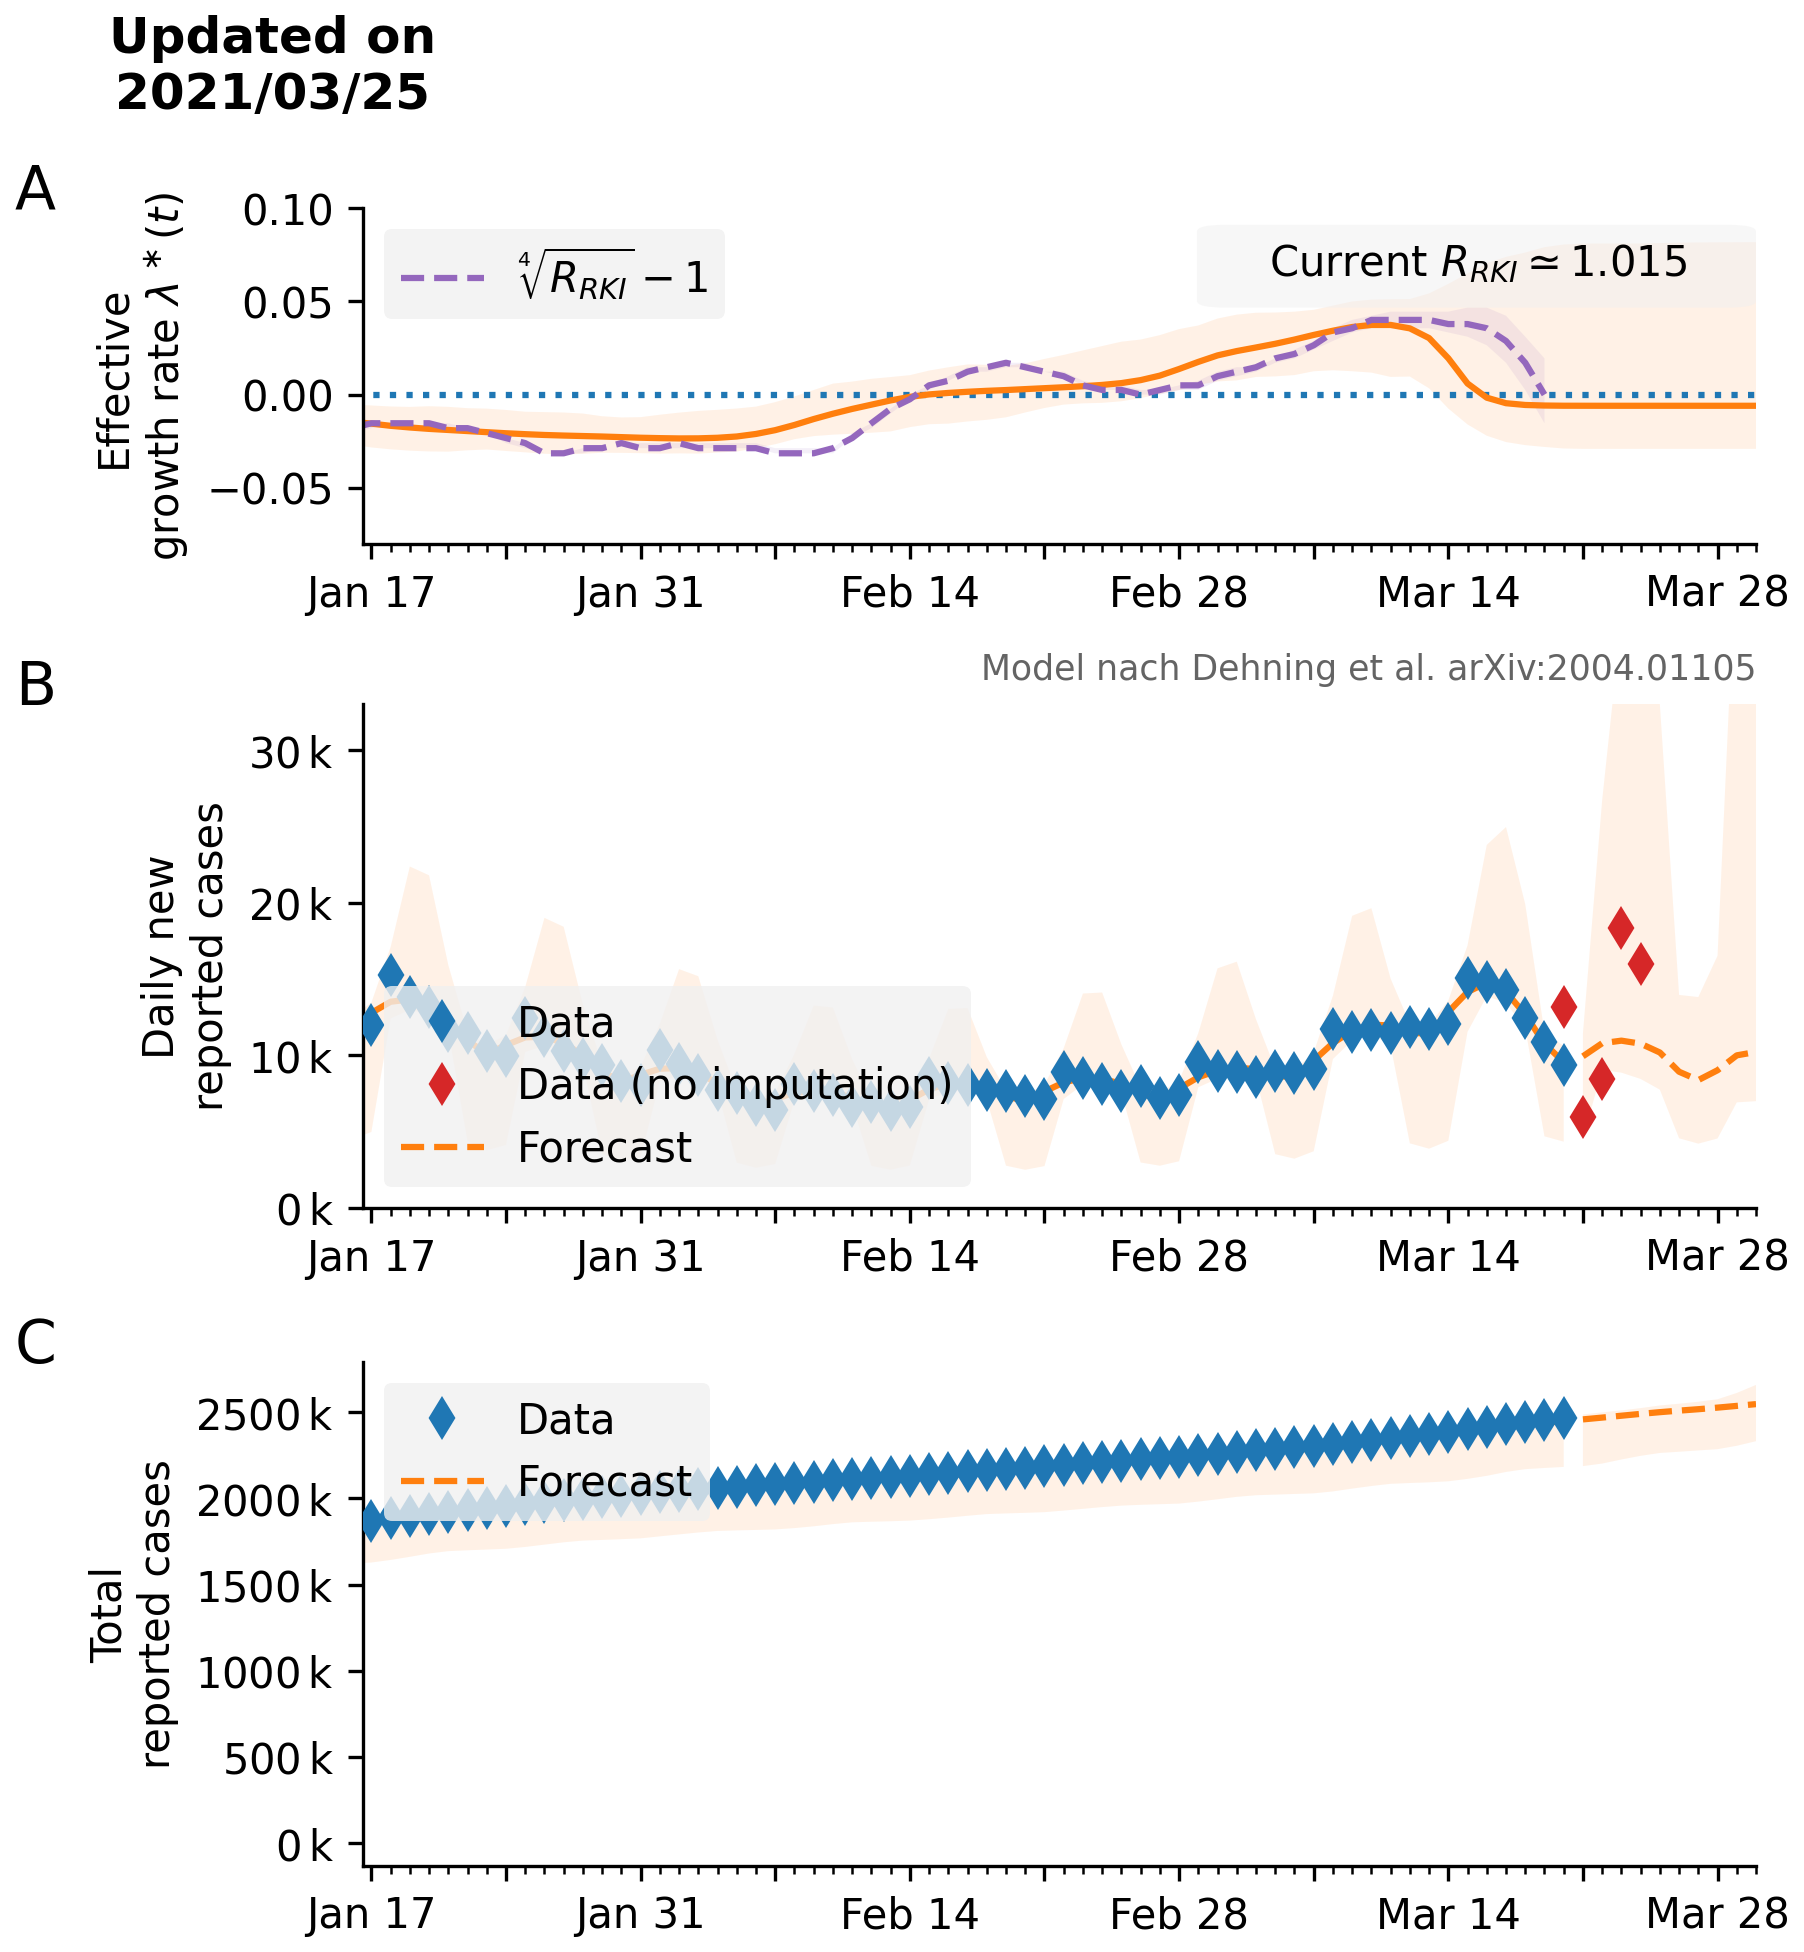 Updated on
2021/03/25
A
Effective
growth rate λ * (t)
0.10
0.05
0.00
−0.05
∜R_RKI − 1
Current R_RKI ≃ 1.015
Jan 17
Jan 31
Feb 14
Feb 28
Mar 14
Mar 28
Model nach Dehning et al. arXiv:2004.01105
B
Daily new
reported cases
30 k
20 k
10 k
0 k
Data
Data (no imputation)
Forecast
Jan 17
Jan 31
Feb 14
Feb 28
Mar 14
Mar 28
C
Total
reported cases
2500 k
2000 k
1500 k
1000 k
500 k
0 k
Data
Forecast
Jan 17
Jan 31
Feb 14
Feb 28
Mar 14
Mar 28